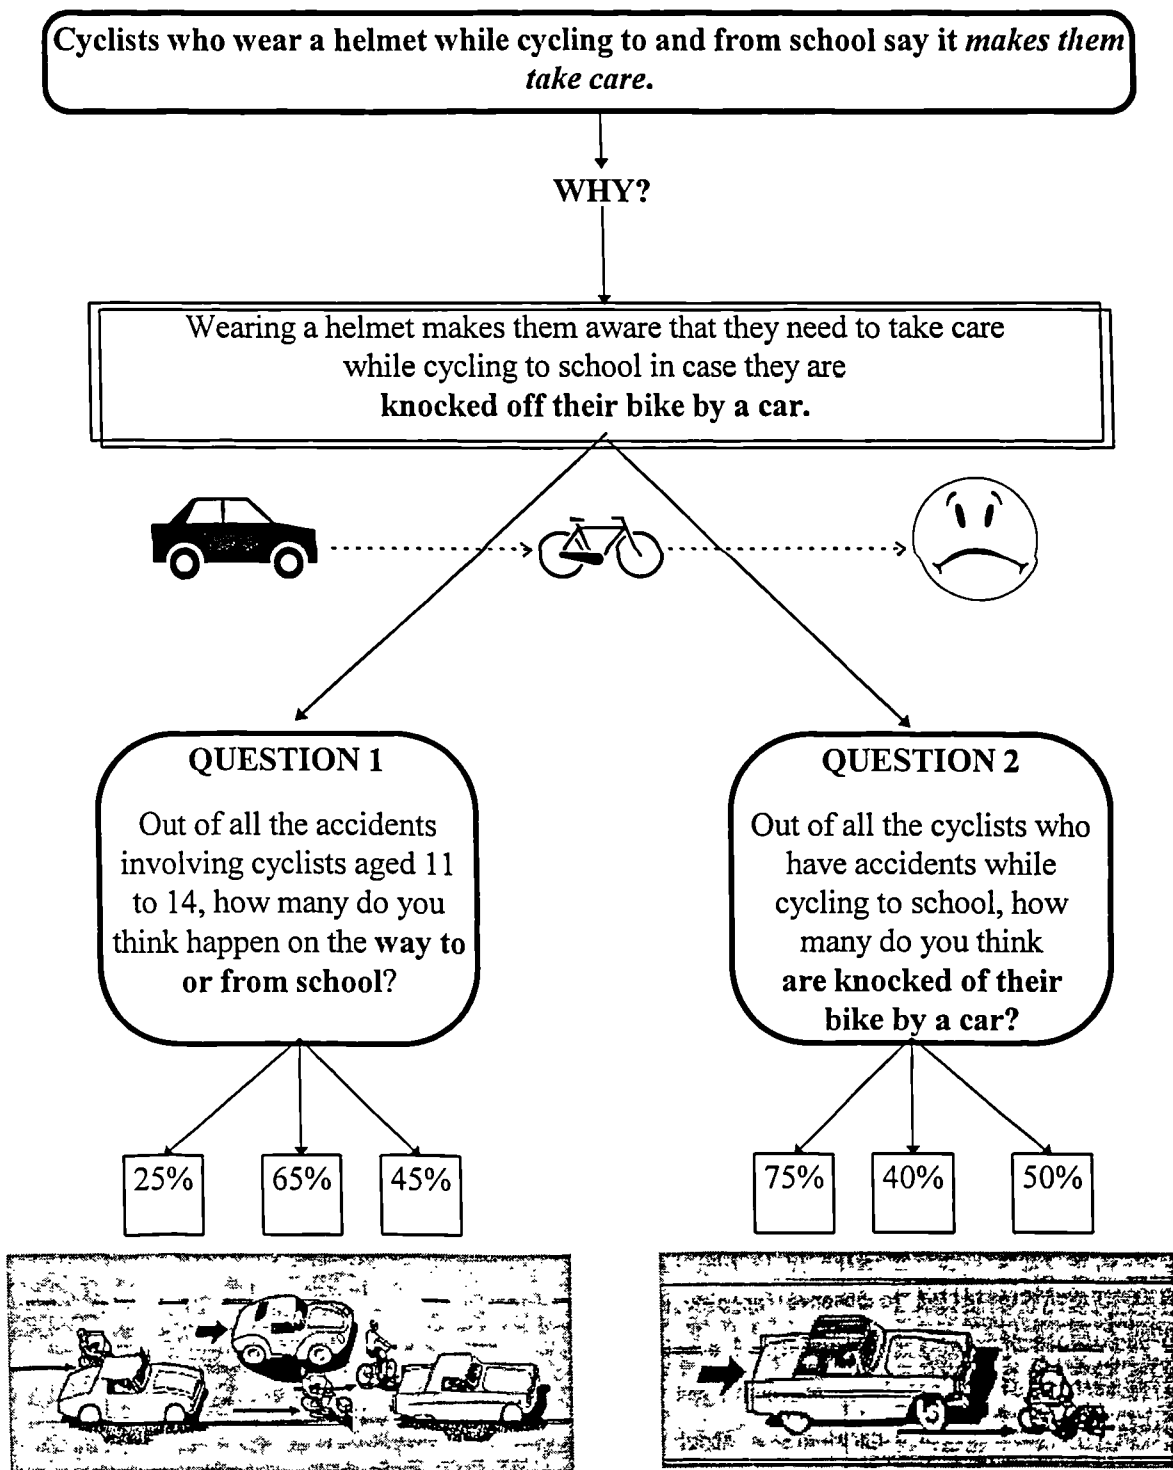 Cyclists who wear a helmet while cycling to and from school say it makes them
take care.
WHY?
Wearing a helmet makes them aware that they need to take care
while cycling to school in case they are
knocked off their bike by a car.
QUESTION 1
Out of all the accidents
involving cyclists aged 11
to 14, how many do you
think happen on the way to
or from school?
25% 65% 45%
QUESTION 2
Out of all the cyclists who
have accidents while
cycling to school, how
many do you think
are knocked of their
bike by a car?
75% 40% 50%